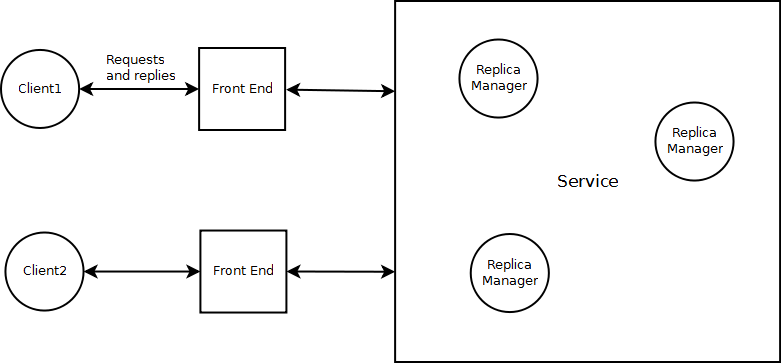 Requests
and replies
Client1
Front End
Replica
Manager
Replica
Manager
Service
Client2
Front End
Replica
Manager